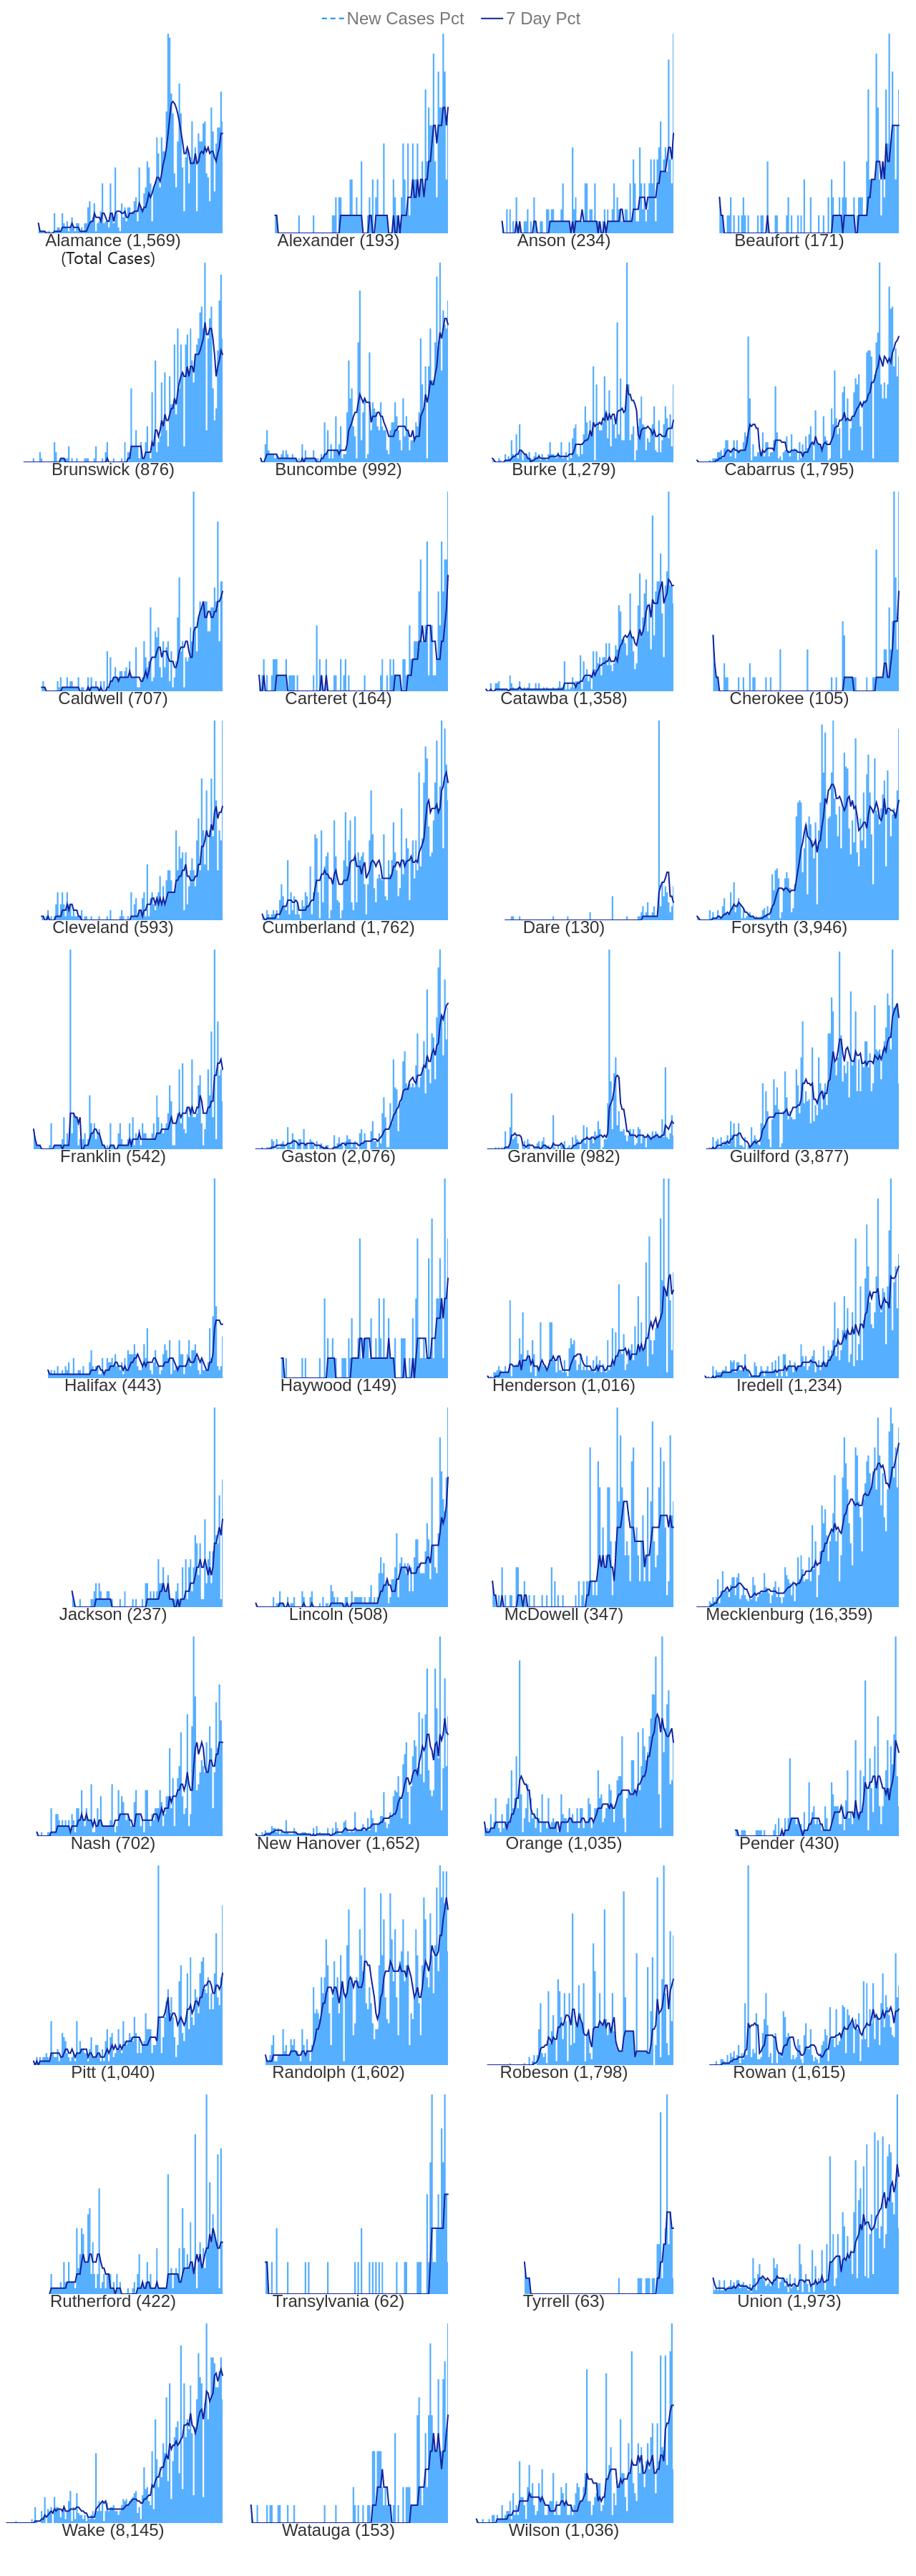 New Cases Pct 7 Day Pct
Alamance (1,569) Alexander (193) Anson (234) Beaufort (171)
(Total Cases)
Brunswick (876) Buncombe (992) Burke (1,279) Cabarrus (1,795)
Caldwell (707) Carteret (164) Catawba (1,358) Cherokee (105)
Cleveland (593) Cumberland (1,762) Dare (130) Forsyth (3,946)
Franklin (542) Gaston (2,076) Granville (982) Guilford (3,877)
Halifax (443) Haywood (149) Henderson (1,016) Iredell (1,234)
Jackson (237) Lincoln (508) McDowell (347) Mecklenburg (16,359)
Nash (702) New Hanover (1,652) Orange (1,035) Pender (430)
Pitt (1,040) Randolph (1,602) Robeson (1,798) Rowan (1,615)
Rutherford (422) Transylvania (62) Tyrrell (63) Union (1,973)
Wake (8,145) Watauga (153) Wilson (1,036)